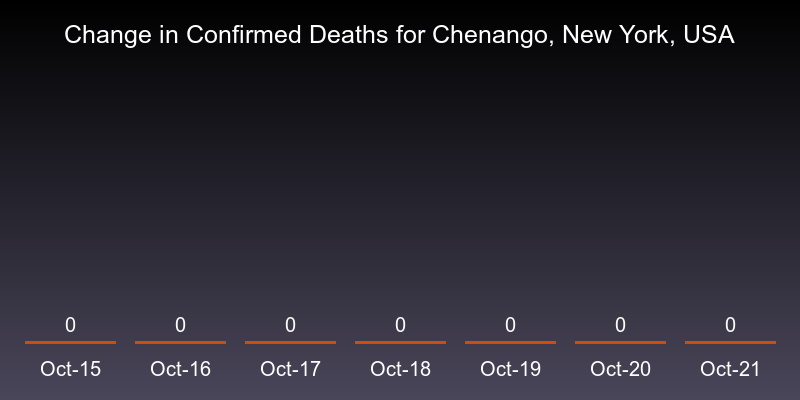 Change in Confirmed Deaths for Chenango, New York, USA
0 0 0 0 0 0 0
Oct-15 Oct-16 Oct-17 Oct-18 Oct-19 Oct-20 Oct-21